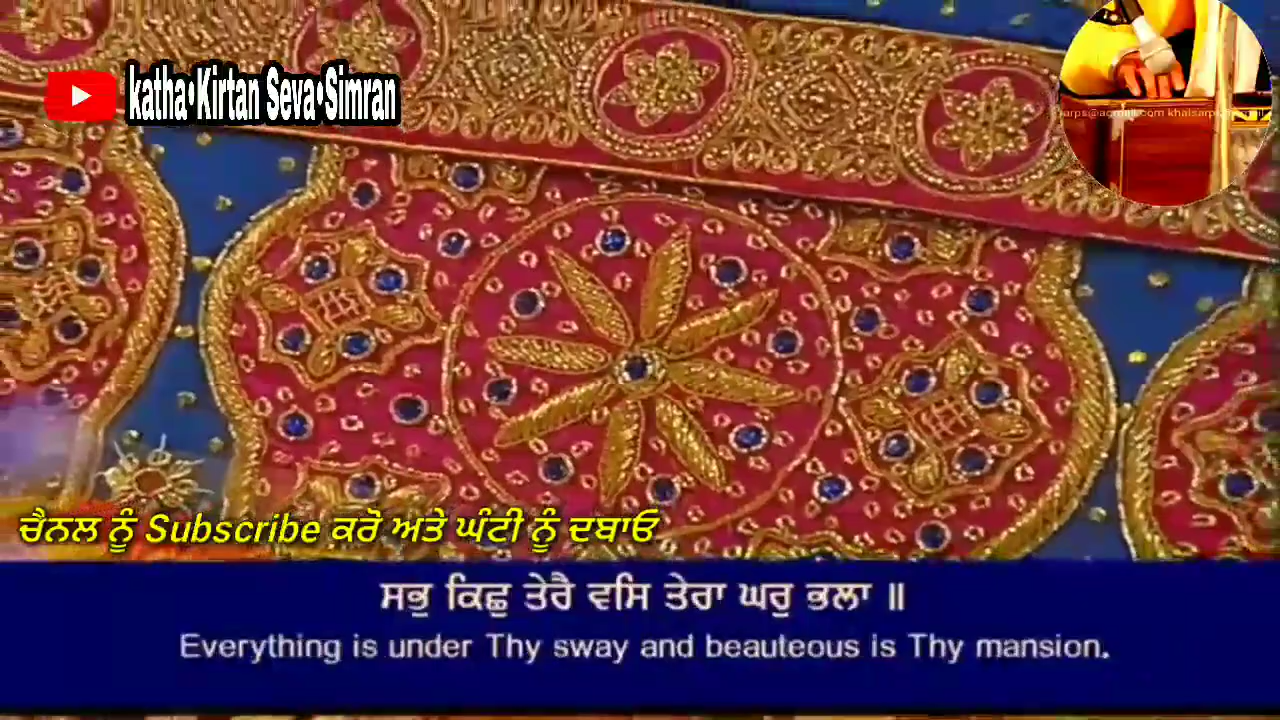 katha•Kirtan Seva•Simran
ਚੈਨਲ ਨੂੰ Subscribe ਕਰੋ ਅਤੇ ਘੰਟੀ ਨੂੰ ਦਬਾਓ
ਸਭੁ ਕਿਛੁ ਤੇਰੈ ਵਸਿ ਤੇਰਾ ਘਰੁ ਭਲਾ ॥
Everything is under Thy sway and beauteous is Thy mansion.